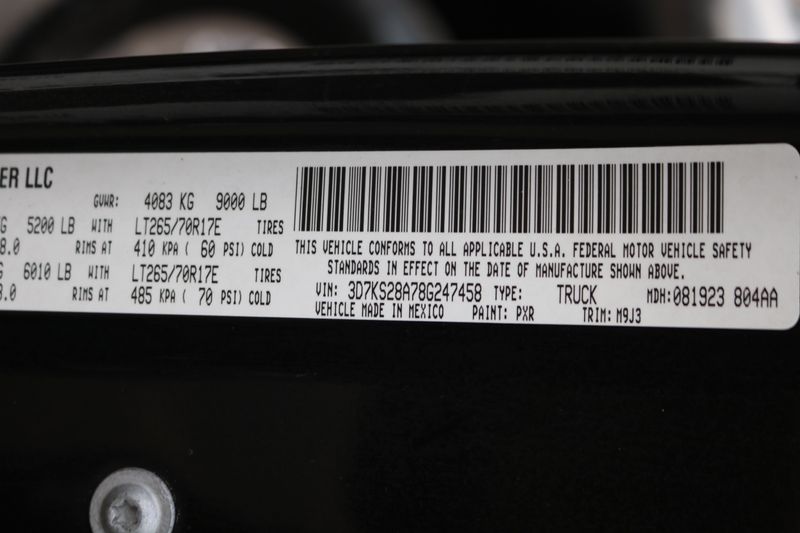 ER LLC
GVWR: 4083 KG 9000 LB
5200 LB WITH LT265/70R17E TIRES
8.0 RIMS AT 410 KPA ( 60 PSI) COLD
6010 LB WITH LT265/70R17E TIRES
8.0 RIMS AT 485 KPA ( 70 PSI) COLD
THIS VEHICLE CONFORMS TO ALL APPLICABLE U.S.A. FEDERAL MOTOR VEHICLE SAFETY
STANDARDS IN EFFECT ON THE DATE OF MANUFACTURE SHOWN ABOVE.
VIN: 3D7KS28A78G247458 TYPE: TRUCK MDH:081923 804AA
VEHICLE MADE IN MEXICO PAINT: PXR TRIM: M9J3